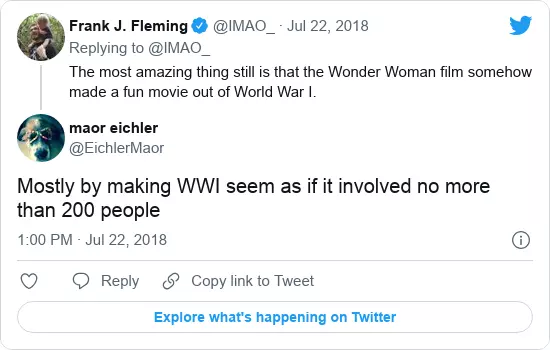 Frank J. Fleming @IMAO_ · Jul 22, 2018
Replying to @IMAO_
The most amazing thing still is that the Wonder Woman film somehow
made a fun movie out of World War I.
maor eichler
@EichlerMaor
Mostly by making WWI seem as if it involved no more
than 200 people
1:00 PM · Jul 22, 2018
Reply Copy link to Tweet
Explore what's happening on Twitter